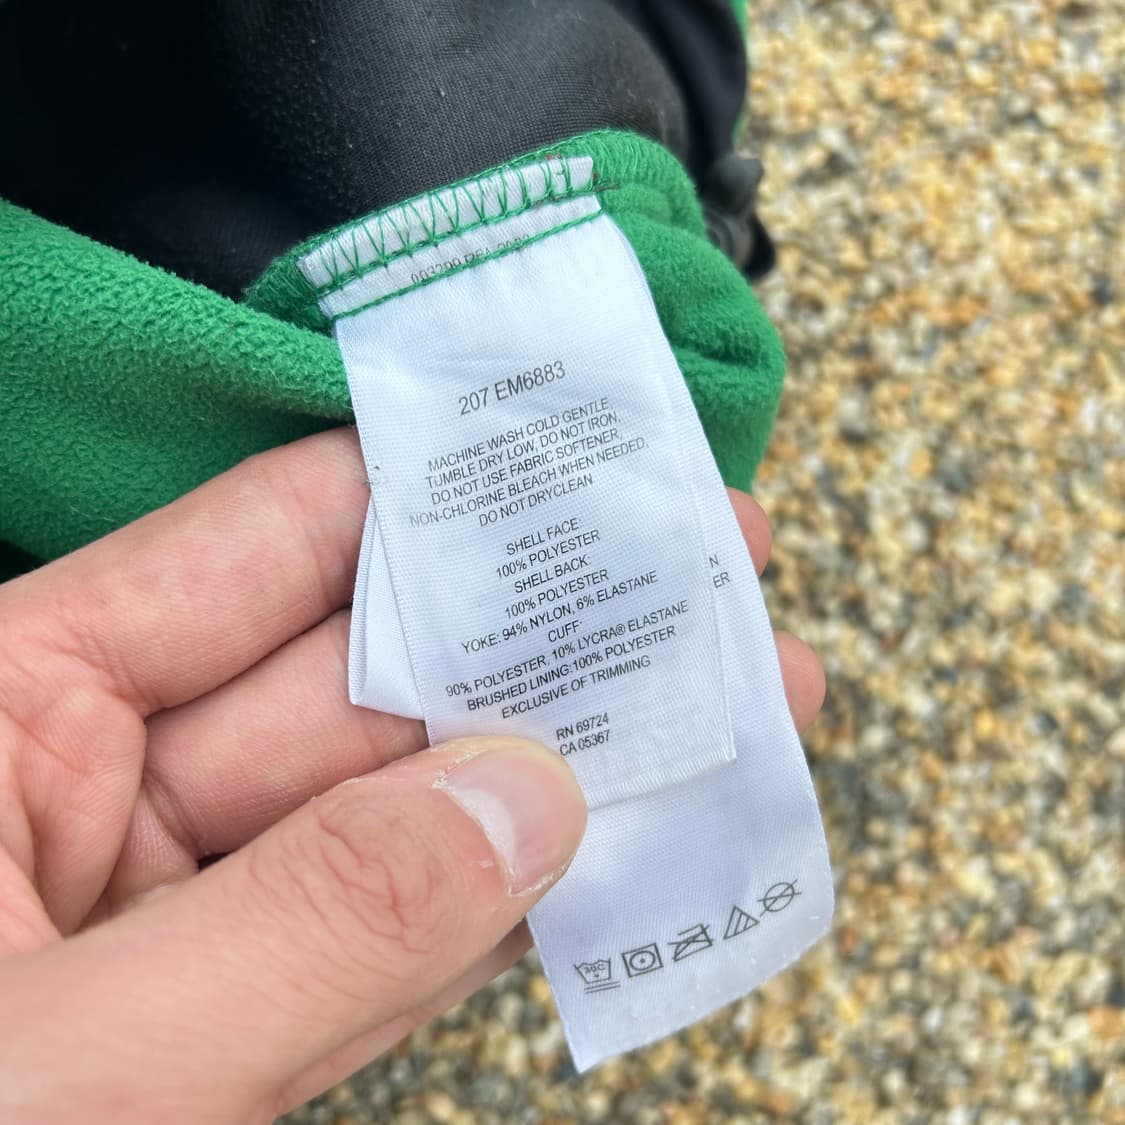 207 EM6883
MACHINE WASH COLD GENTLE
TUMBLE DRY LOW, DO NOT IRON,
DO NOT USE FABRIC SOFTENER,
NON-CHLORINE BLEACH WHEN NEEDED,
DO NOT DRYCLEAN
SHELL FACE:
100% POLYESTER
SHELL BACK:
100% POLYESTER
YOKE: 94% NYLON, 6% ELASTANE
CUFF:
90% POLYESTER, 10% LYCRA® ELASTANE
BRUSHED LINING:100% POLYESTER
EXCLUSIVE OF TRIMMING
RN 69724
CA 05367
N
ER
30C